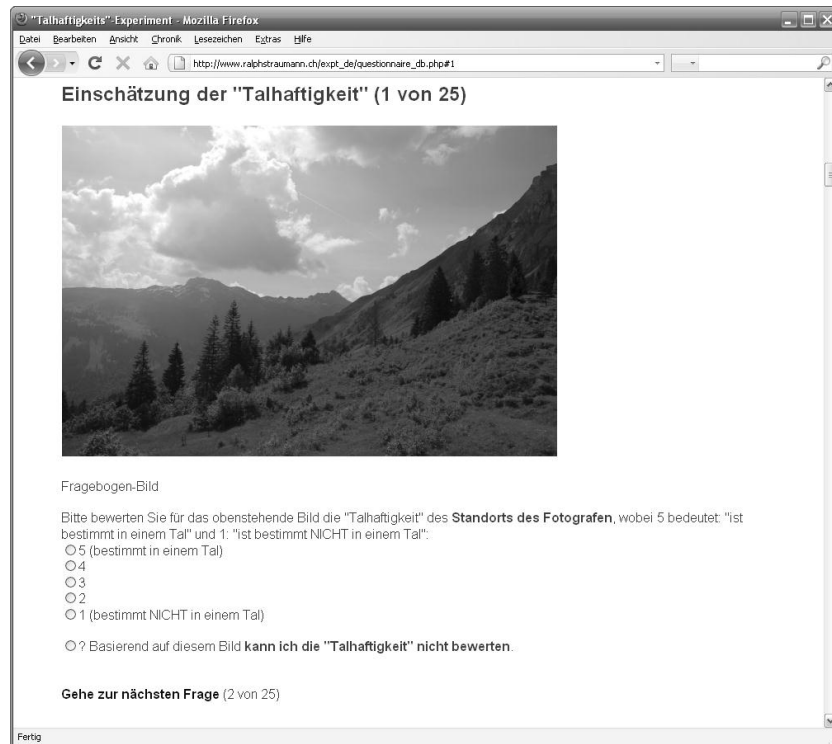 "Talhaftigkeits"-Experiment - Mozilla Firefox
Datei Bearbeiten Ansicht Chronik Lesezeichen Extras Hilfe
http://www.ralphstraumann.ch/expt_de/questionnaire_db.php#1
Einschätzung der "Talhaftigkeit" (1 von 25)
Fragebogen-Bild
Bitte bewerten Sie für das obenstehende Bild die "Talhaftigkeit" des Standorts des Fotografen, wobei 5 bedeutet: "ist
bestimmt in einem Tal" und 1: "ist bestimmt NICHT in einem Tal":
5 (bestimmt in einem Tal)
4
3
2
1 (bestimmt NICHT in einem Tal)
? Basierend auf diesem Bild kann ich die "Talhaftigkeit" nicht bewerten.
Gehe zur nächsten Frage (2 von 25)
Fertig